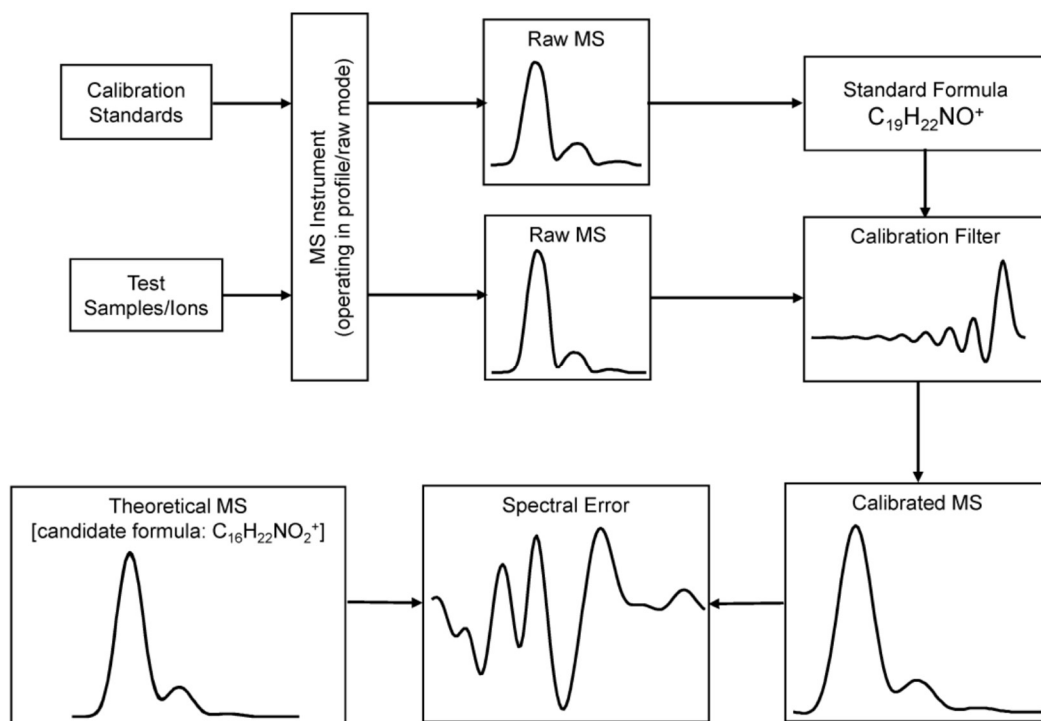 Calibration
Standards
MS Instrument
(operating in profile/raw mode)
Raw MS
Standard Formula
C₁₉H₂₂NO⁺
Test
Samples/Ions
Raw MS
Calibration Filter
Theoretical MS
[candidate formula: C₁₆H₂₂NO₂⁺]
Spectral Error
Calibrated MS